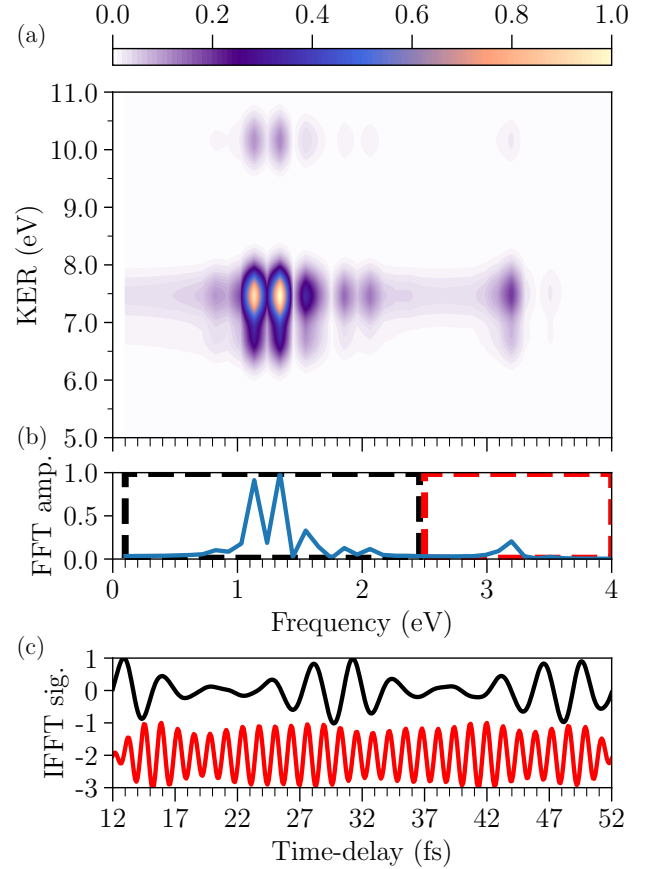 (a)
0.0 0.2 0.4 0.6 0.8 1.0
11.0
10.0
9.0
8.0
7.0
6.0
5.0
KER (eV)
(b)
1.0
0.5
0.0
FFT amp.
0 1 2 3 4
Frequency (eV)
(c)
1
0
-1
-2
-3
IFFT sig.
12 17 22 27 32 37 42 47 52
Time-delay (fs)